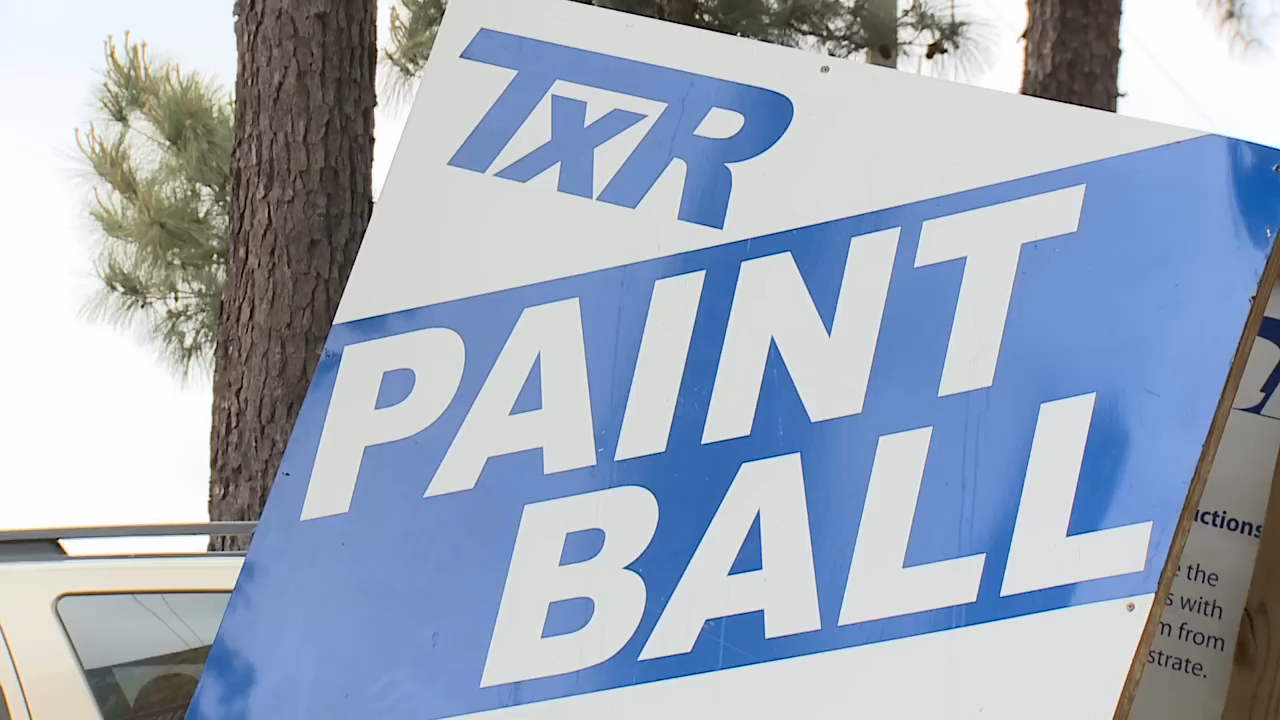 TxR
PAINT
BALL
uctions
the
s with
m from
strate.